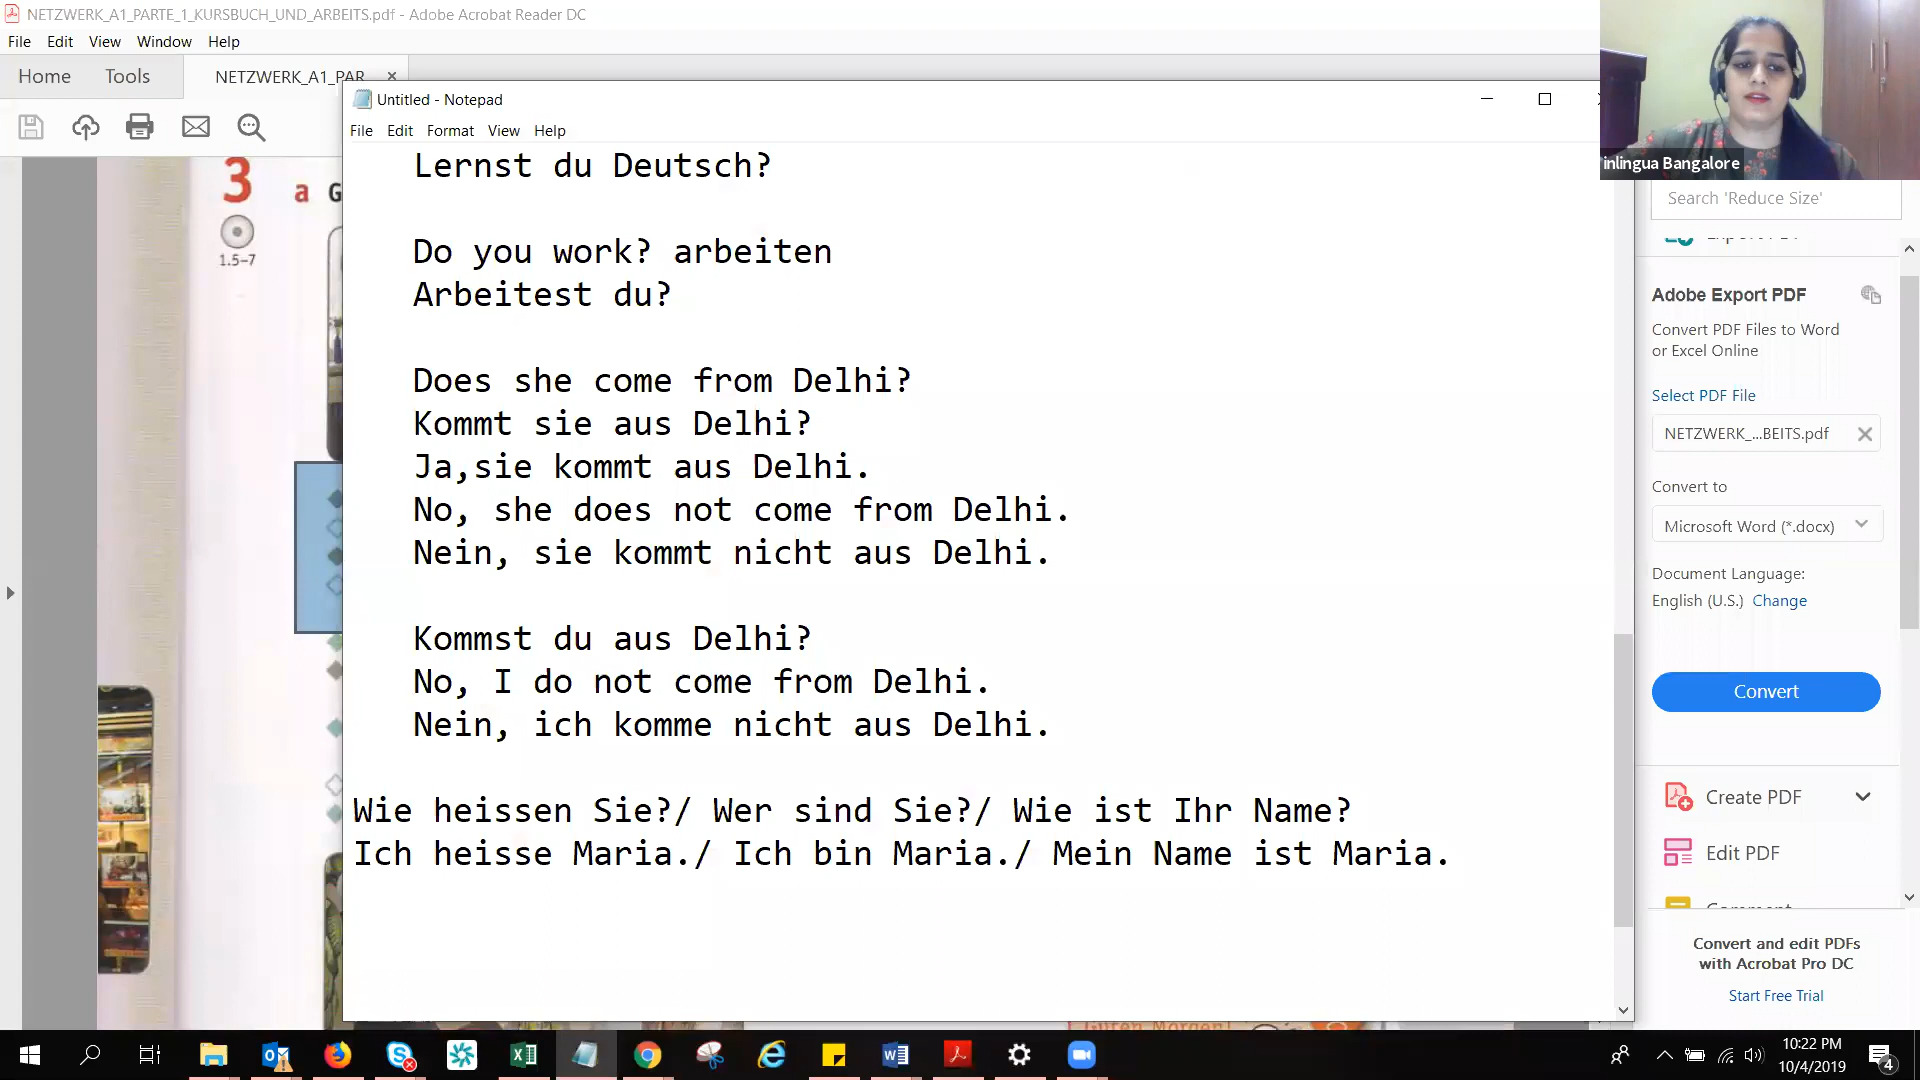 NETZWERK_A1_PARTE_1_KURSBUCH_UND_ARBEITS.pdf - Adobe Acrobat Reader DC
File Edit View Window Help
Home Tools NETZWERK_A1_PAR
Untitled - Notepad
File Edit Format View Help
inlingua Bangalore
3 a G
1.5–7
Lernst du Deutsch?
Do you work? arbeiten
Arbeitest du?
Does she come from Delhi?
Kommt sie aus Delhi?
Ja,sie kommt aus Delhi.
No, she does not come from Delhi.
Nein, sie kommt nicht aus Delhi.
Kommst du aus Delhi?
No, I do not come from Delhi.
Nein, ich komme nicht aus Delhi.
Wie heissen Sie?/ Wer sind Sie?/ Wie ist Ihr Name?
Ich heisse Maria./ Ich bin Maria./ Mein Name ist Maria.
Search 'Reduce Size'
Adobe Export PDF
Convert PDF Files to Word
or Excel Online
Select PDF File
NETZWERK_...BEITS.pdf
Convert to
Microsoft Word (*.docx)
Document Language:
English (U.S.) Change
Convert
Create PDF
Edit PDF
Convert and edit PDFs
with Acrobat Pro DC
Start Free Trial
10:22 PM
10/4/2019
4